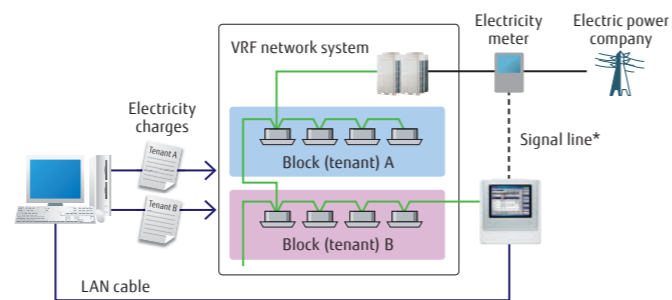 Electricity
meter
Electric power
company
VRF network system
Electricity
charges
Tenant A
Block (tenant) A
Signal line*
Tenant B
Block (tenant) B
LAN cable